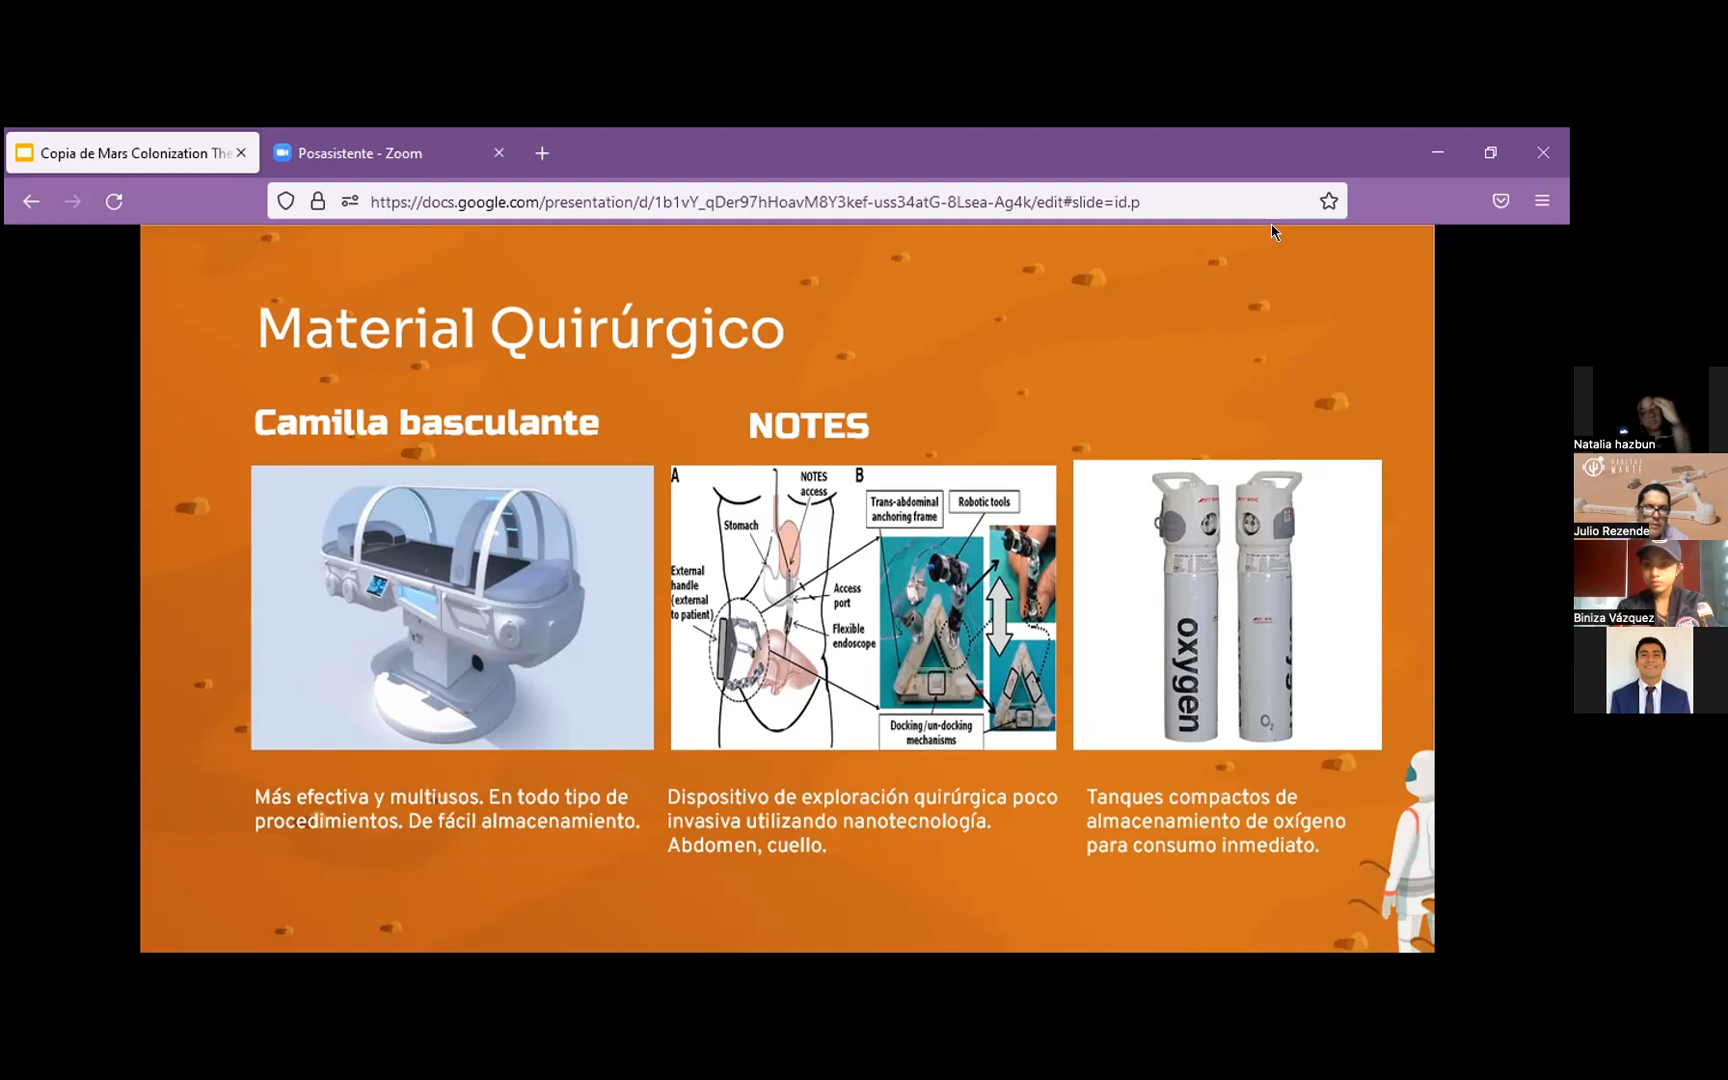 Copia de Mars Colonization The
Posasistente - Zoom
https://docs.google.com/presentation/d/1b1vY_qDer97hHoavM8Y3kef-uss34atG-8Lsea-Ag4k/edit#slide=id.p
Material Quirúrgico
Camilla basculante
NOTES
A
NOTES
access
Stomach
External
handle
(external
to patient)
Access
port
Flexible
endoscope
B
Trans-abdominal
anchoring frame
Robotic tools
Docking/un-docking
mechanisms
oxygen
O2
Más efectiva y multiusos. En todo tipo de
procedimientos. De fácil almacenamiento.
Dispositivo de exploración quirúrgica poco
invasiva utilizando nanotecnología.
Abdomen, cuello.
Tanques compactos de
almacenamiento de oxígeno
para consumo inmediato.
Natalia hazbun
HABITAT
MARTE
Julio Rezende
Biniza Vázquez